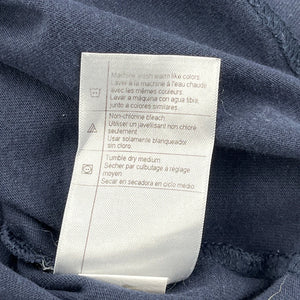 Machine wash warm like colors.
Laver à la machine à l'eau chaude
avec les mêmes couleurs.
Lavar a máquina con agua tibia,
junto a colores similares.
Non-chlorine bleach.
Utiliser un javellisant non chloré
seulement
Usar solamente blanqueador
sin cloro.
Tumble dry medium.
Sécher par culbutage à réglage
moyen
Secar en secadora en ciclo medio.